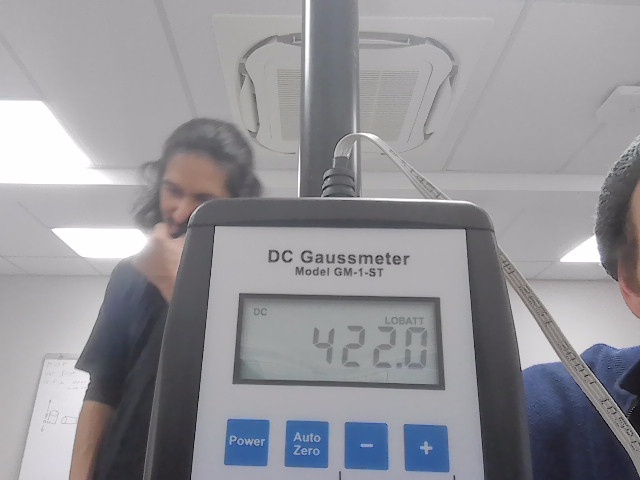 DC Gaussmeter
Model GM-1-ST
DC
LOBATT
422.0
Power
Auto
Zero
−
+